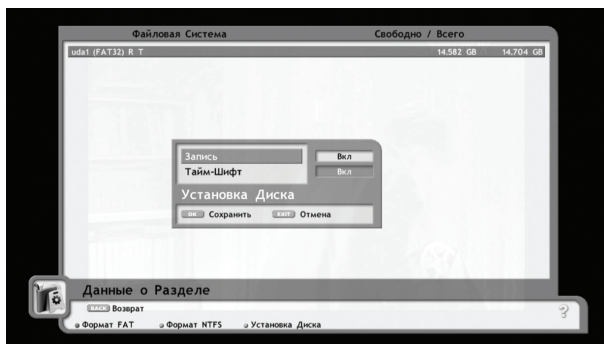 Файловая Система Свободно / Всего
uda1 (FAT32) R T 14.582 GB 14.704 GB
Запись Вкл
Тайм-Шифт Вкл
Установка Диска
OK Сохранить EXIT Отмена
Данные о Разделе
BACK Возврат
?
Формат FAT Формат NTFS Установка Диска